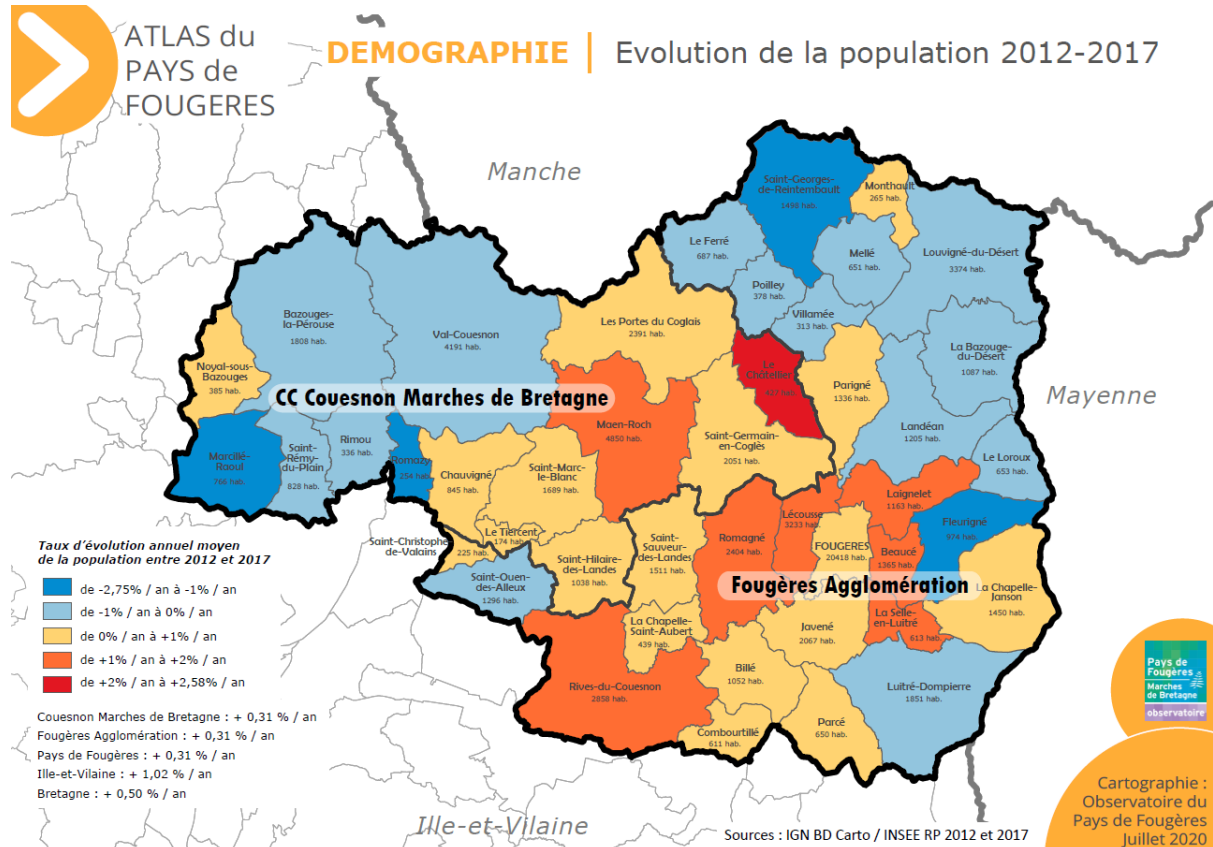 ATLAS du
PAYS de
FOUGERES
DEMOGRAPHIE | Evolution de la population 2012-2017
Manche
Mayenne
Ille-et-Vilaine
Saint-Georges-
de-Reintembault
1498 hab.
Monthault
265 hab.
Le Ferré
687 hab.
Mellé
651 hab.
Louvigné-du-Désert
3374 hab.
Poilley
378 hab.
Villamée
313 hab.
Bazouges-
la-Pérouse
1808 hab.
Val-Couesnon
4191 hab.
Les Portes du Coglais
2391 hab.
La Bazouge-
du-Désert
1087 hab.
Noyal-sous-
Bazouges
385 hab.
Le
Châtellier
hab.
Parigné
1336 hab.
CC Couesnon Marches de Bretagne
Maen-Roch
4850 hab.
Landéan
1205 hab.
Saint-Germain-
en-Coglès
2051 hab.
Marcillé-
Raoul
766 hab.
Saint-
Rémy-
du-Plain
828 hab.
Rimou
336 hab.
Romazy
254 hab.
Chauvigné
845 hab.
Saint-Marc-
le-Blanc
1689 hab.
Le Loroux
653 hab.
Laignelet
1163 hab.
Lécousse
3233 hab.
Fleurigné
974 hab.
Saint-Christophe-
de-Valains
225 hab.
Le Tiercent
174 hab.
Saint-Hilaire-
des-Landes
1038 hab.
Saint-
Sauveur-
des-Landes
1511 hab.
Romagné
2404 hab.
FOUGERES
20418 hab.
Beaucé
1365 hab.
Saint-Ouen-
des-Alleux
1296 hab.
Fougères Agglomération
La Chapelle-
Janson
1450 hab.
La Chapelle-
Saint-Aubert
439 hab.
Javené
2067 hab.
La Selle-
en-Luitré
613 hab.
Rives-du-Couesnon
2858 hab.
Billé
1052 hab.
Luitré-Dompierre
1851 hab.
Combourtillé
611 hab.
Parcé
650 hab.
Taux d'évolution annuel moyen
de la population entre 2012 et 2017
de -2,75% / an à -1% / an
de -1% / an à 0% / an
de 0% / an à +1% / an
de +1% / an à +2% / an
de +2% / an à +2,58% / an
Couesnon Marches de Bretagne : + 0,31 % / an
Fougères Agglomération : + 0,31 % / an
Pays de Fougères : + 0,31 % / an
Ille-et-Vilaine : + 1,02 % / an
Bretagne : + 0,50 % / an
Pays de
Fougères
Marches
de Bretagne
observatoire
Sources : IGN BD Carto / INSEE RP 2012 et 2017
Cartographie :
Observatoire du
Pays de Fougères
Juillet 2020